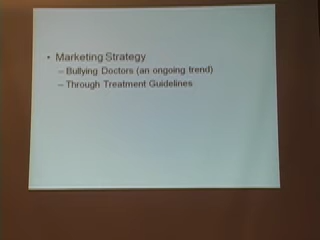 • Marketing Strategy
– Bullying Doctors (an ongoing trend)
– Through Treatment Guidelines